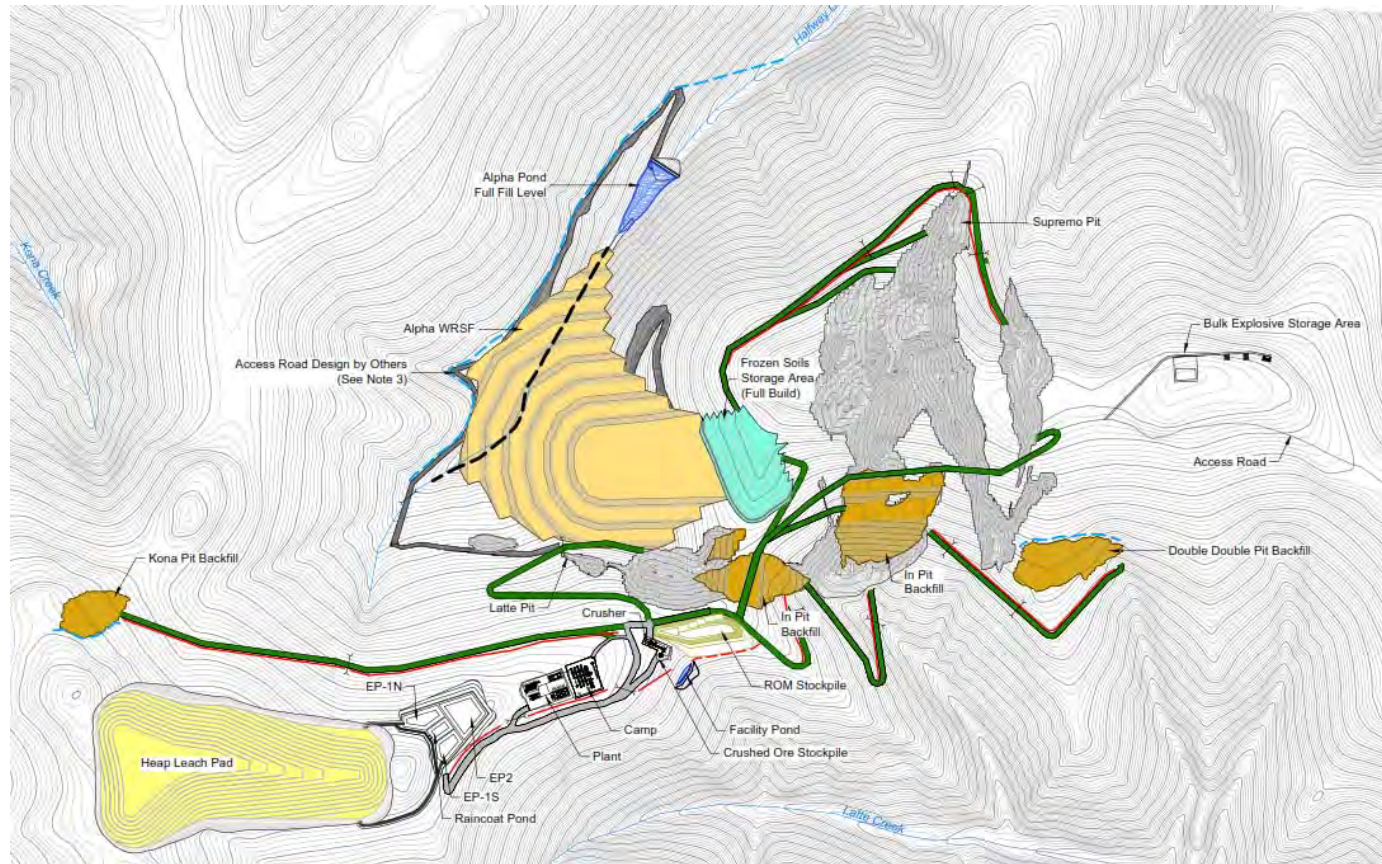 Halfway C
Alpha Pond
Full Fill Level
Supremo Pit
Kona Creek
Alpha WRSF
Bulk Explosive Storage Area
Access Road Design by Others
(See Note 3)
Frozen Soils
Storage Area
(Full Build)
Access Road
Kona Pit Backfill
Double Double Pit Backfill
In Pit
Backfill
Latte Pit
Crusher
In Pit
Backfill
EP-1N
ROM Stockpile
Camp
Facility Pond
Plant
Crushed Ore Stockpile
Heap Leach Pad
EP2
EP-1S
Raincoat Pond
Latte Creek